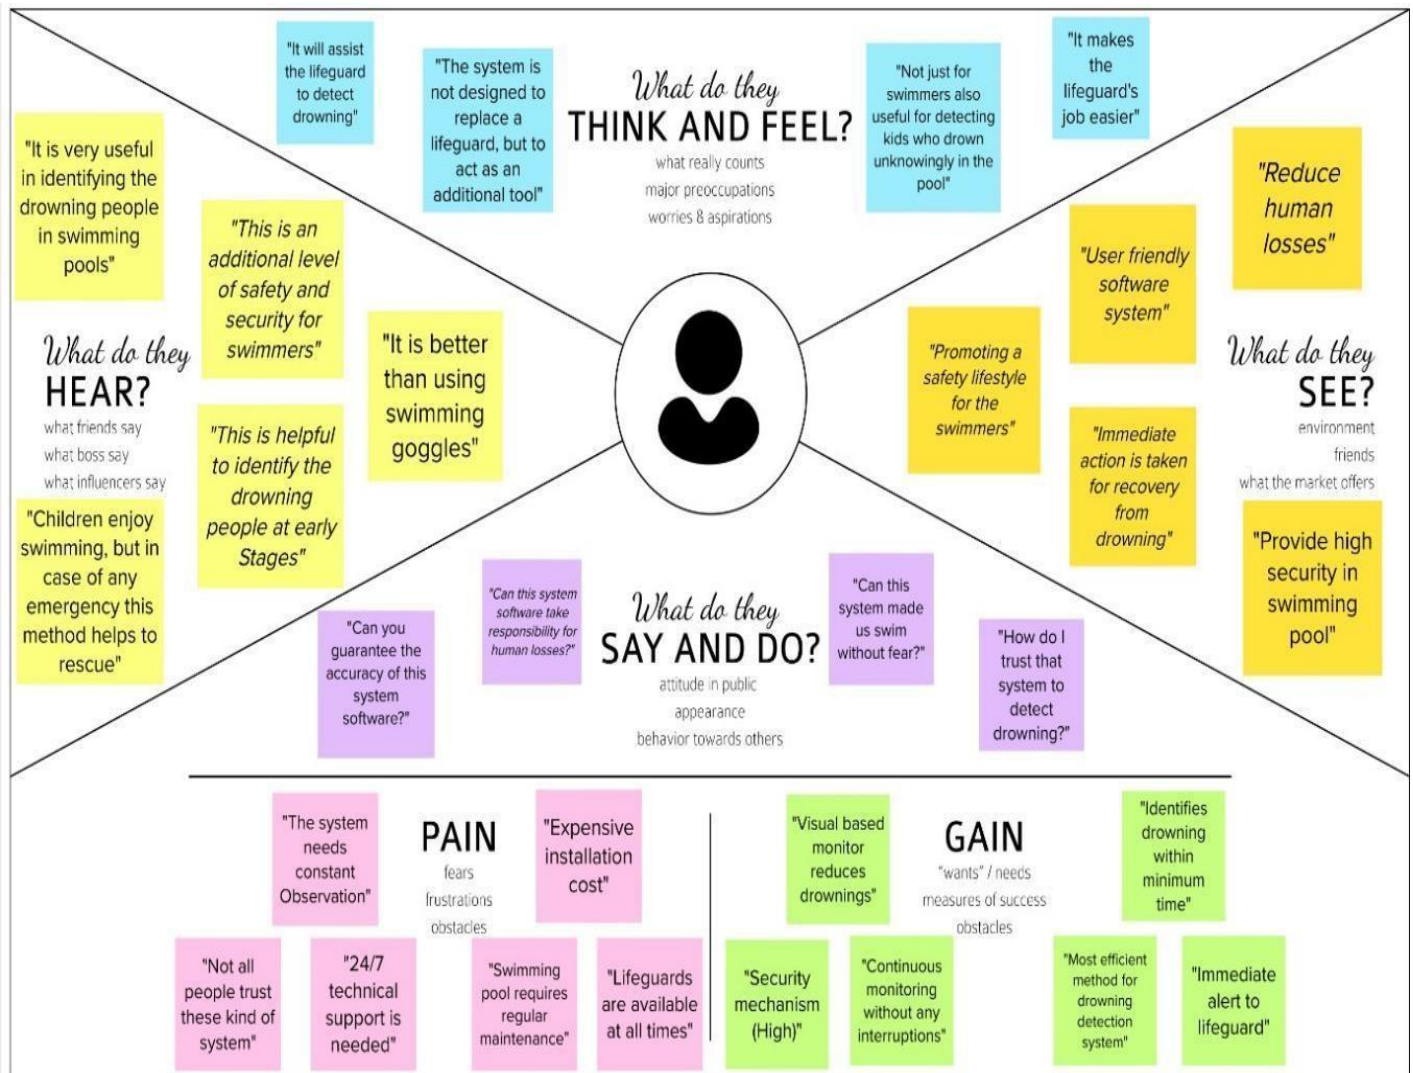 "It will assist
the lifeguard
to detect
drowning"
"The system is
not designed to
replace a
lifeguard, but to
act as an
additional tool"
What do they
THINK AND FEEL?
what really counts
major preoccupations
worries & aspirations
"Not just for
swimmers also
useful for detecting
kids who drown
unknowingly in the
pool"
"It makes
the
lifeguard's
job easier"
"It is very useful
in identifying the
drowning people
in swimming
pools"
"This is an
additional level
of safety and
security for
swimmers"
"It is better
than using
swimming
goggles"
What do they
HEAR?
what friends say
what boss say
what influencers say
"This is helpful
to identify the
drowning
people at early
Stages"
"Children enjoy
swimming, but in
case of any
emergency this
method helps to
rescue"
"Reduce
human
losses"
"User friendly
software
system"
"Promoting a
safety lifestyle
for the
swimmers"
What do they
SEE?
environment
friends
what the market offers
"Immediate
action is taken
for recovery
from
drowning"
"Provide high
security in
swimming
pool"
"Can you
guarantee the
accuracy of this
system
software?"
"Can this system
software take
responsibility for
human losses?"
What do they
SAY AND DO?
attitude in public
appearance
behavior towards others
"Can this
system made
us swim
without fear?"
"How do I
trust that
system to
detect
drowning?"
"The system
needs
constant
Observation"
PAIN
fears
frustrations
obstacles
"Expensive
installation
cost"
"Not all
people trust
these kind of
system"
"24/7
technical
support is
needed"
"Swimming
pool requires
regular
maintenance"
"Lifeguards
are available
at all times"
"Visual based
monitor
reduces
drownings"
GAIN
"wants" / needs
measures of success
obstacles
"Identifies
drowning
within
minimum
time"
"Security
mechanism
(High)"
"Continuous
monitoring
without any
interruptions"
"Most efficient
method for
drowning
detection
system"
"Immediate
alert to
lifeguard"